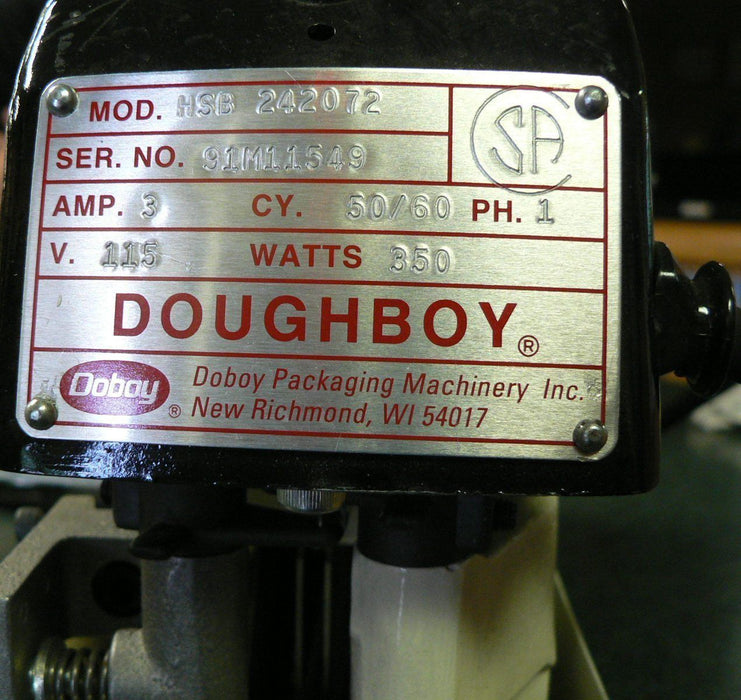 MOD. HSB 242072
SA
SER. NO. 91M11549
AMP. 3 CY. 50/60 PH. 1
V. 115 WATTS 350
DOUGHBOY®
Doboy® Doboy Packaging Machinery Inc.
New Richmond, WI 54017